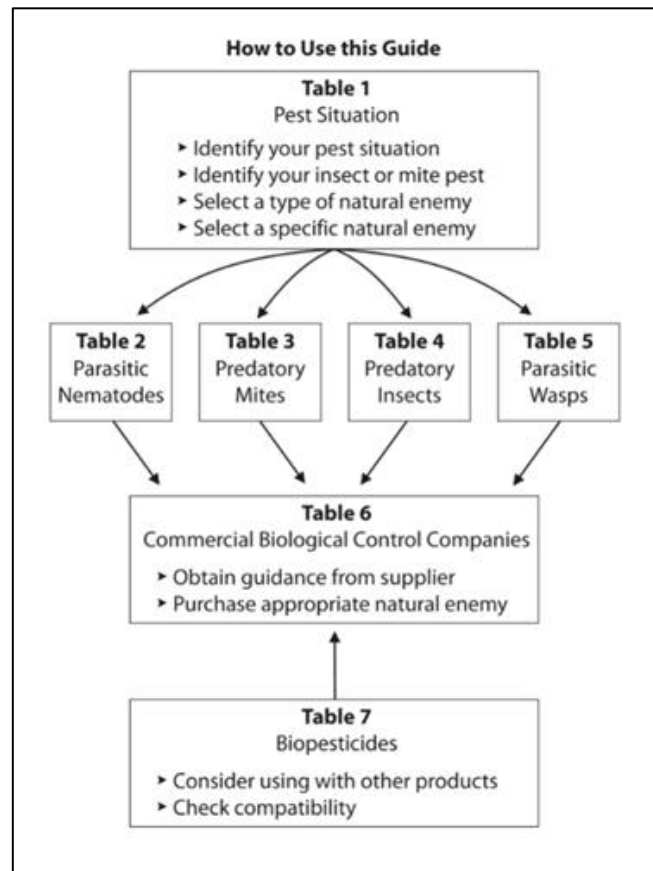 How to Use this Guide
Table 1
Pest Situation
➤ Identify your pest situation
➤ Identify your insect or mite pest
➤ Select a type of natural enemy
➤ Select a specific natural enemy
Table 2
Parasitic
Nematodes
Table 3
Predatory
Mites
Table 4
Predatory
Insects
Table 5
Parasitic
Wasps
Table 6
Commercial Biological Control Companies
➤ Obtain guidance from supplier
➤ Purchase appropriate natural enemy
Table 7
Biopesticides
➤ Consider using with other products
➤ Check compatibility